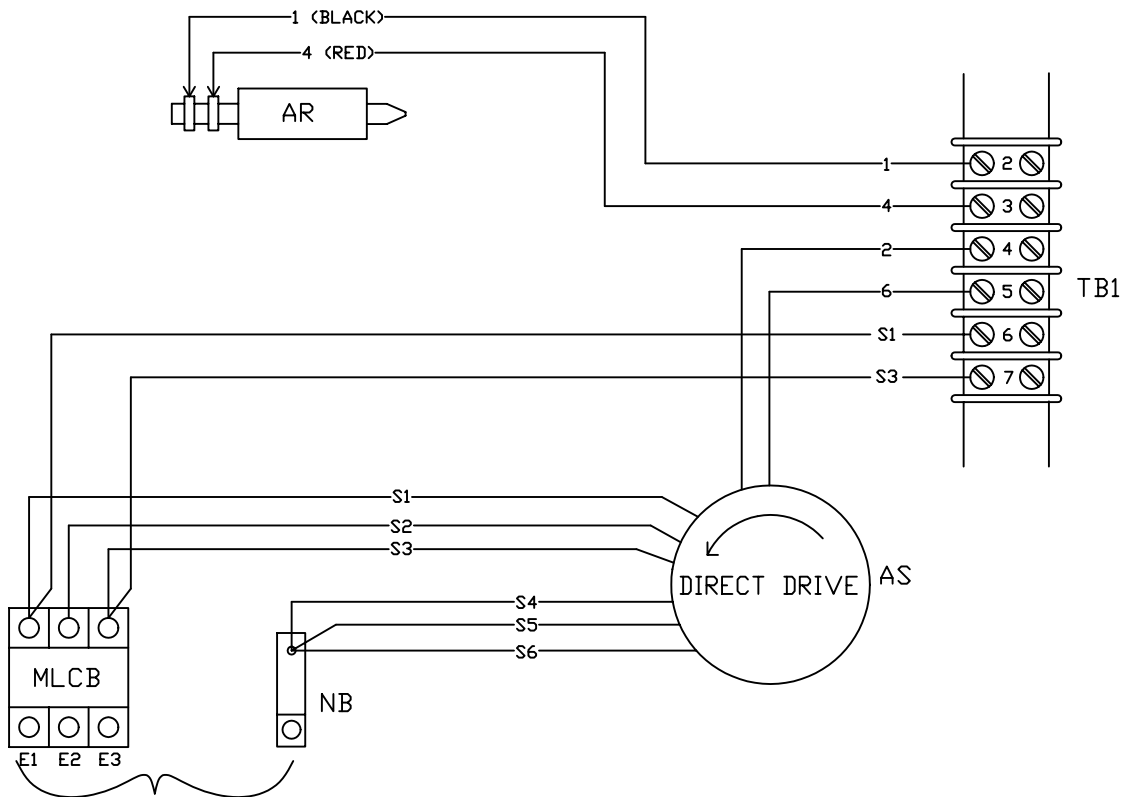 1 (BLACK)
4 (RED)
AR
1
2
4
3
2
4
6
5
TB1
S1
6
S3
7
S1
S2
S3
DIRECT DRIVE
AS
S4
S5
S6
MLCB
NB
E1 E2 E3